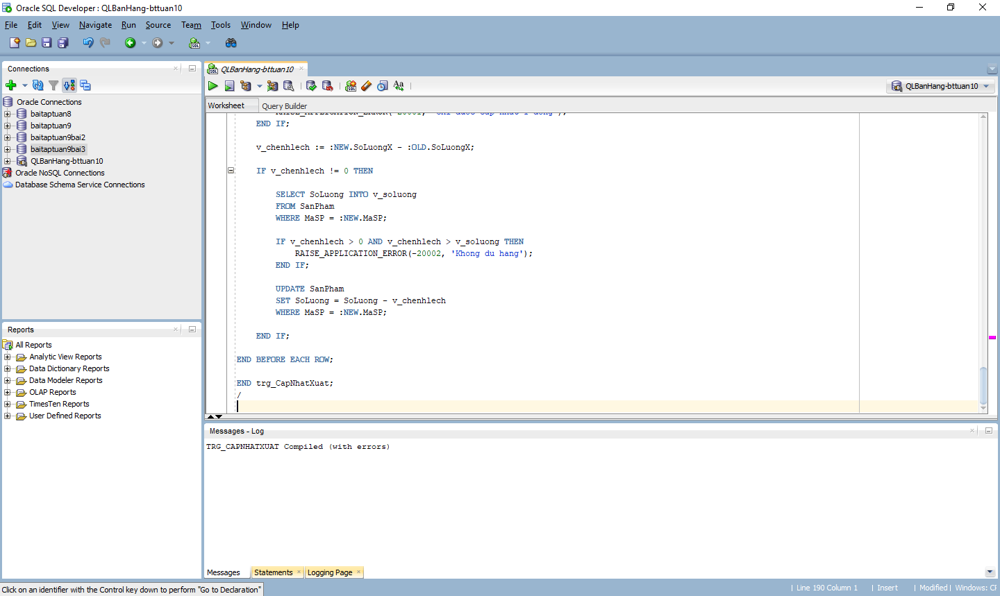 Oracle SQL Developer : QLBanHang-bttuan10
File Edit View Navigate Run Source Team Tools Window Help
Connections
Oracle Connections
baitaptuan8
baitaptuan9
baitaptuan9bai2
baitaptuan9bai3
QLBanHang-bttuan10
Oracle NoSQL Connections
Database Schema Service Connections
Reports
All Reports
Analytic View Reports
Data Dictionary Reports
Data Modeler Reports
OLAP Reports
TimesTen Reports
User Defined Reports
QLBanHang-bttuan10
QLBanHang-bttuan10
Worksheet Query Builder
END IF;
v_chenhlech := :NEW.SoLuongX - :OLD.SoLuongX;
IF v_chenhlech != 0 THEN
SELECT SoLuong INTO v_soluong
FROM SanPham
WHERE MaSP = :NEW.MaSP;
IF v_chenhlech > 0 AND v_chenhlech > v_soluong THEN
RAISE_APPLICATION_ERROR(-20002, 'Khong du hang');
END IF;
UPDATE SanPham
SET SoLuong = SoLuong - v_chenhlech
WHERE MaSP = :NEW.MaSP;
END IF;
END BEFORE EACH ROW;
END trg_CapNhatXuat;
/
Messages - Log
TRG_CAPNHATXUAT Compiled (with errors)
Messages Statements Logging Page
Click on an identifier with the Control key down to perform "Go to Declaration"
Line 190 Column 1 | Insert | Modified | Windows: